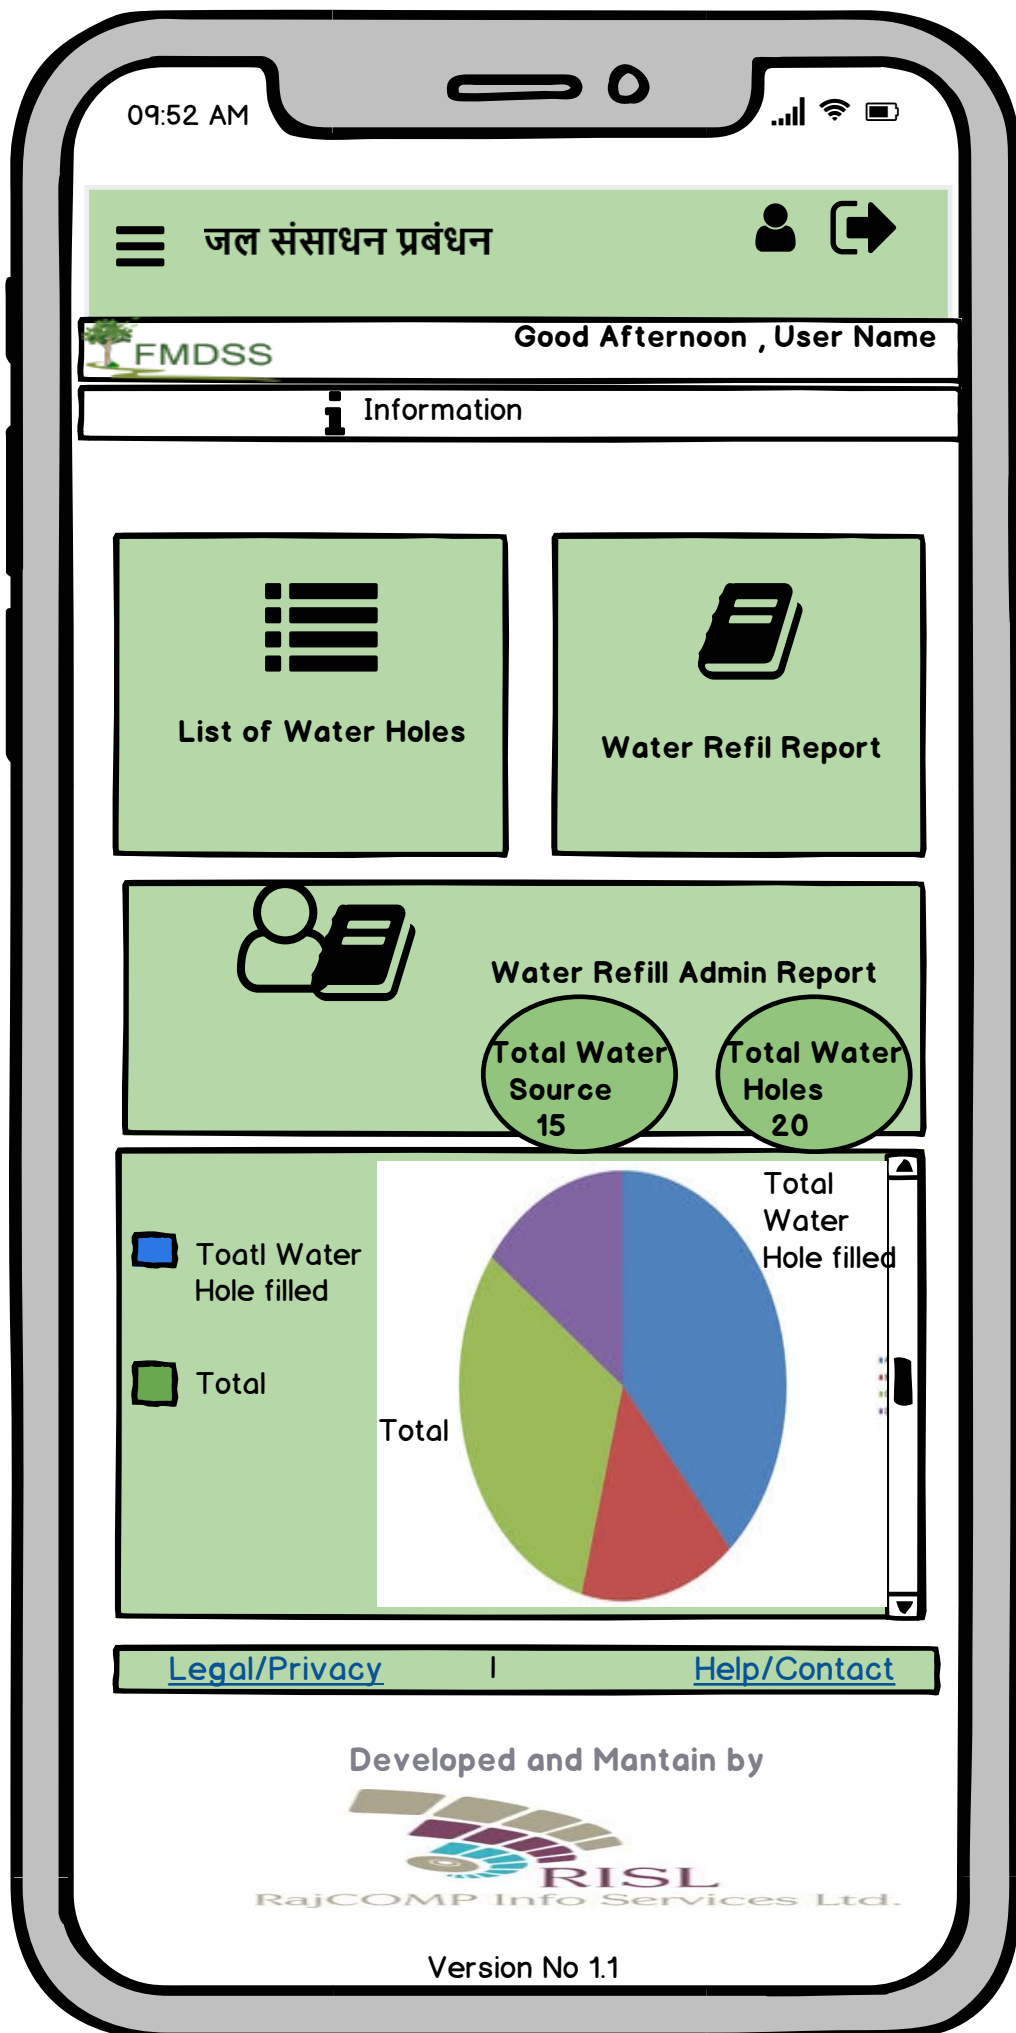 09:52 AM
जल संसाधन प्रबंधन
FMDSS
Good Afternoon , User Name
Information
List of Water Holes
Water Refil Report
Water Refill Admin Report
Total Water
Source
15
Total Water
Holes
20
Toatl Water
Hole filled
Total
Total
Water
Hole filled
Total
Legal/Privacy | Help/Contact
Developed and Mantain by
RISL
RajCOMP Info Services Ltd.
Version No 1.1